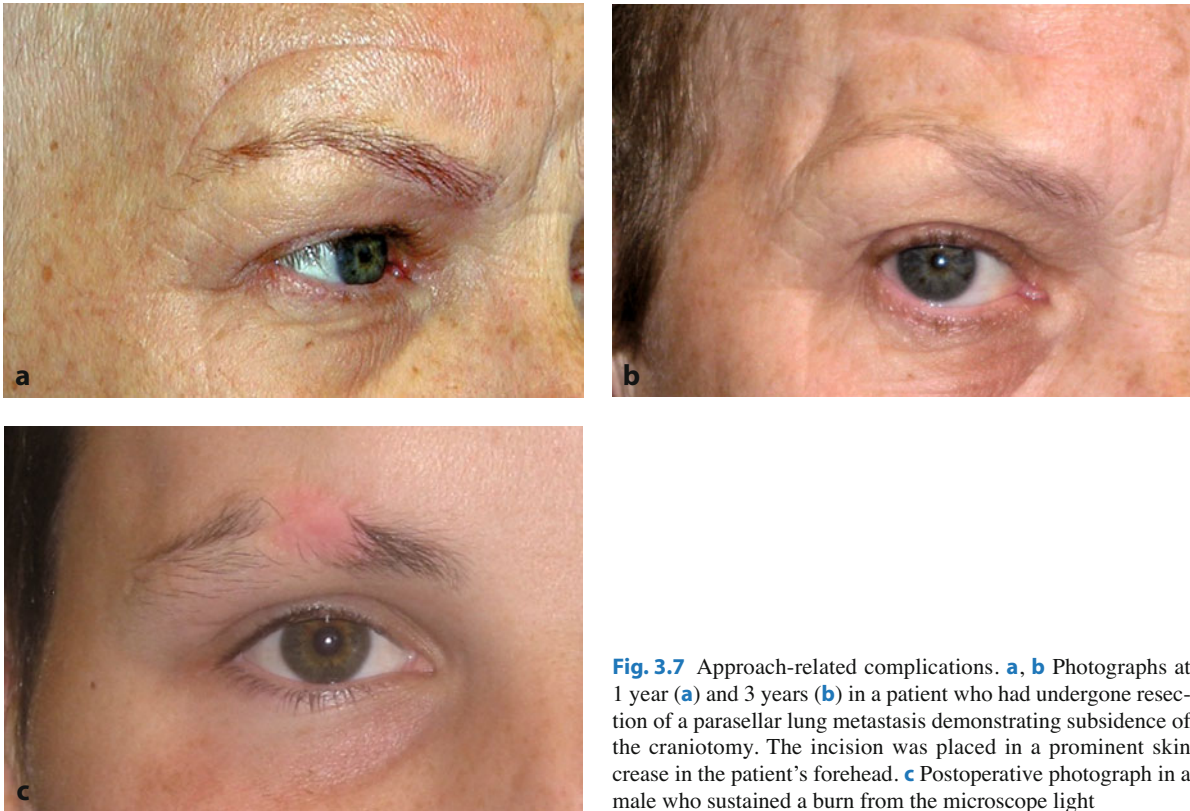 a
b
c
Fig. 3.7 Approach-related complications. a, b Photographs at
1 year (a) and 3 years (b) in a patient who had undergone resec-
tion of a parasellar lung metastasis demonstrating subsidence of
the craniotomy. The incision was placed in a prominent skin
crease in the patient’s forehead. c Postoperative photograph in a
male who sustained a burn from the microscope light